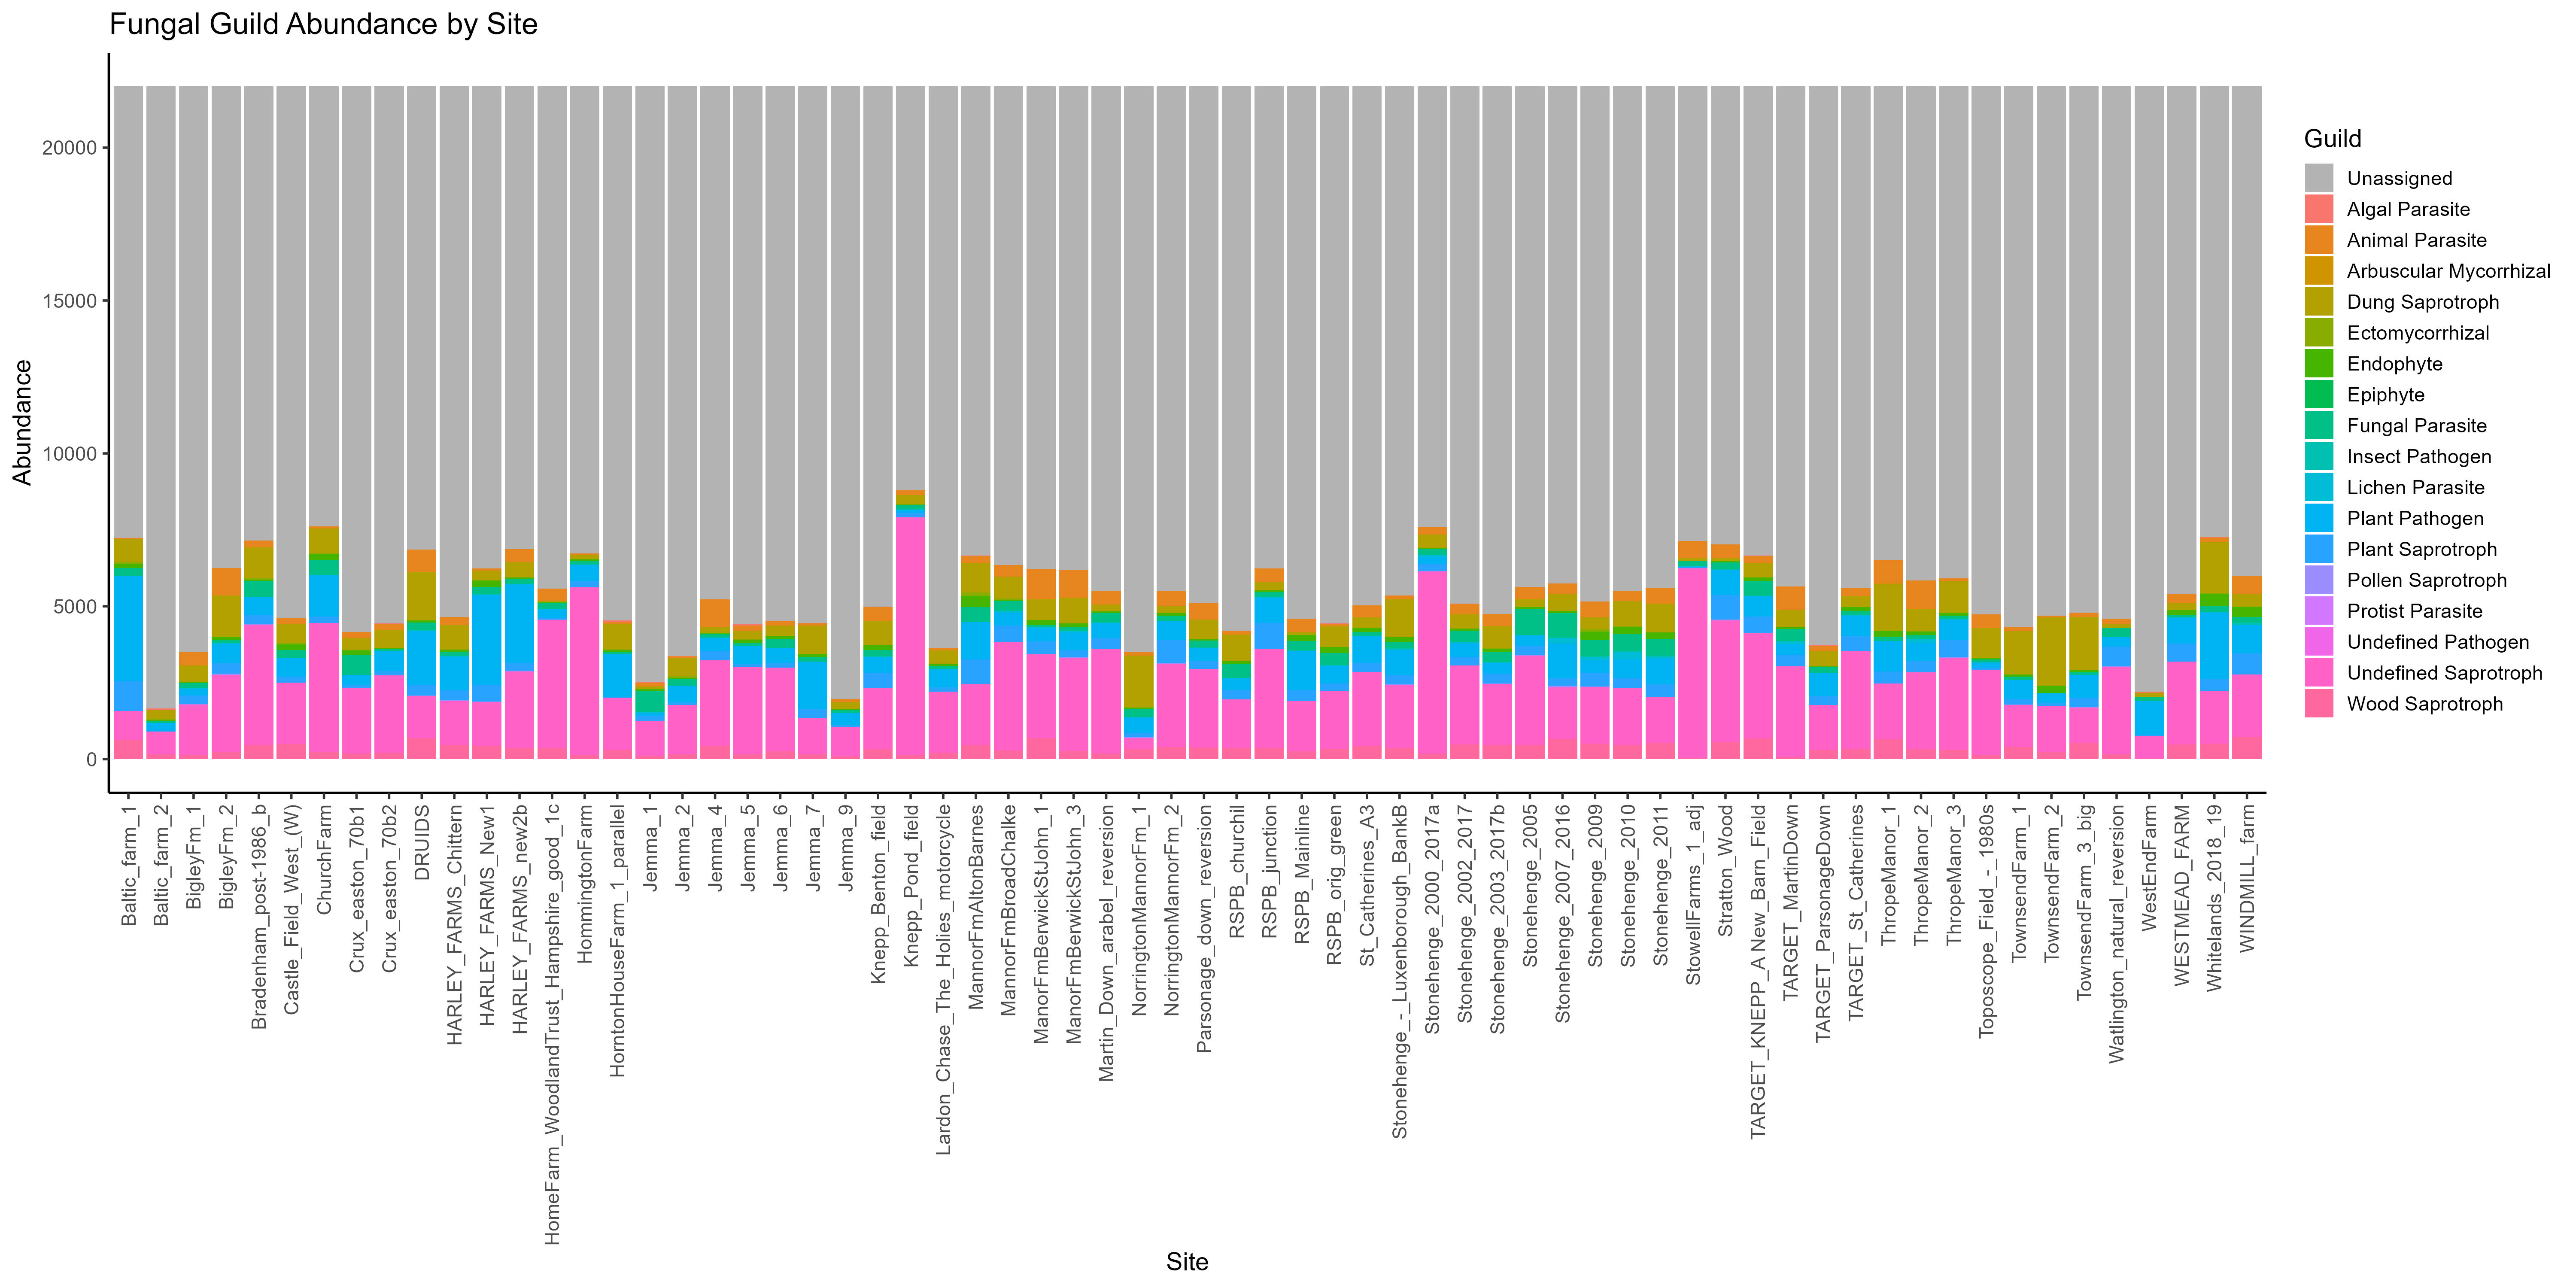 Fungal Guild Abundance by Site
Abundance
20000
15000
10000
5000
0
Baltic_farm_1
Baltic_farm_2
BigleyFm_1
BigleyFm_2
Bradenham_post-1986_b
Castle_Field_West_(W)
ChurchFarm
Crux_easton_70b1
Crux_easton_70b2
DRUIDS
HARLEY_FARMS_Chittern
HARLEY_FARMS_New1
HARLEY_FARMS_new2b
HomeFarm_WoodlandTrust_Hampshire_good_1c
HommingtonFarm
HorntonHouseFarm_1_parallel
Jemma_1
Jemma_2
Jemma_4
Jemma_5
Jemma_6
Jemma_7
Jemma_9
Knepp_Benton_field
Knepp_Pond_field
Lardon_Chase_The_Holies_motorcycle
MannorFmAltonBarnes
MannorFmBroadChalke
ManorFmBerwickStJohn_1
ManorFmBerwickStJohn_3
Martin_Down_arabel_reversion
NorringtonMannorFm_1
NorringtonMannorFm_2
Parsonage_down_reversion
RSPB_churchil
RSPB_junction
RSPB_Mainline
RSPB_orig_green
St_Catherines_A3
Stonehenge_-_Luxenborough_BankB
Stonehenge_2000_2017a
Stonehenge_2002_2017
Stonehenge_2003_2017b
Stonehenge_2005
Stonehenge_2007_2016
Stonehenge_2009
Stonehenge_2010
Stonehenge_2011
StowellFarms_1_adj
Stratton_Wood
TARGET_KNEPP_A New_Barn_Field
TARGET_MartinDown
TARGET_ParsonageDown
TARGET_St_Catherines
ThropeManor_1
ThropeManor_2
ThropeManor_3
Toposcope_Field_-_1980s
TownsendFarm_1
TownsendFarm_2
TownsendFarm_3_big
Watlington_natural_reversion
WestEndFarm
WESTMEAD_FARM
Whitelands_2018_19
WINDMILL_farm
Site
Guild
Unassigned
Algal Parasite
Animal Parasite
Arbuscular Mycorrhizal
Dung Saprotroph
Ectomycorrhizal
Endophyte
Epiphyte
Fungal Parasite
Insect Pathogen
Lichen Parasite
Plant Pathogen
Plant Saprotroph
Pollen Saprotroph
Protist Parasite
Undefined Pathogen
Undefined Saprotroph
Wood Saprotroph